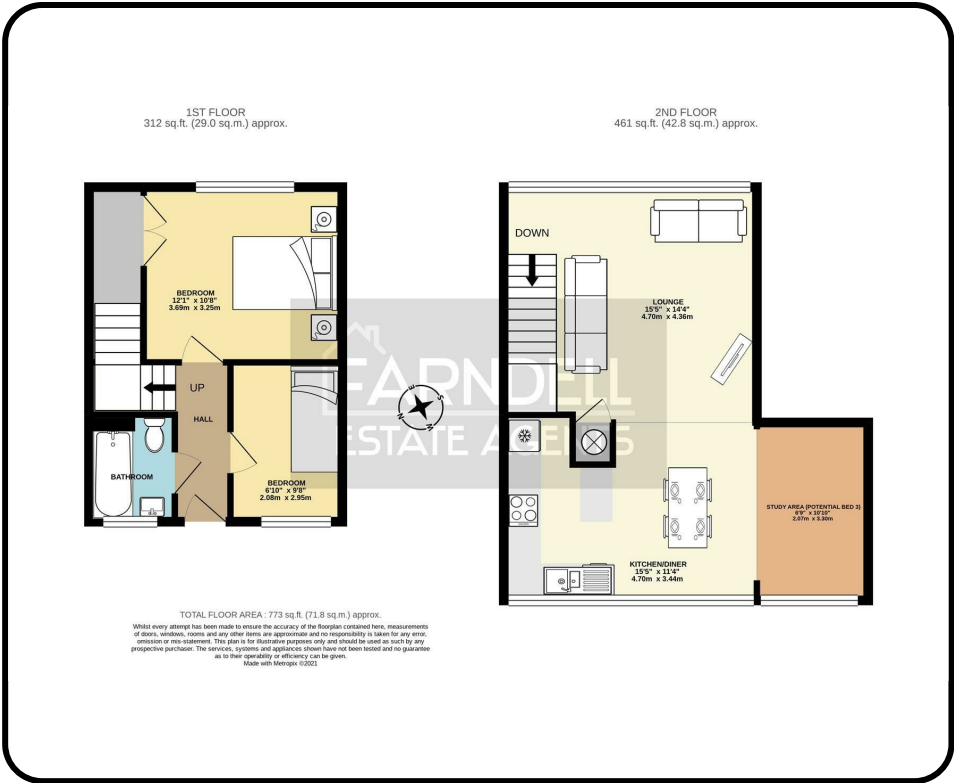 1ST FLOOR
312 sq.ft. (29.0 sq.m.) approx.
2ND FLOOR
461 sq.ft. (42.8 sq.m.) approx.
BEDROOM
12'1" x 10'8"
3.69m x 3.25m
UP
HALL
BATHROOM
BEDROOM
6'10" x 9'8"
2.08m x 2.95m
E
S
N
W
DOWN
LOUNGE
15'5" x 14'4"
4.70m x 4.36m
FARNDELL
ESTATE AGENTS
STUDY AREA (POTENTIAL BED 3)
6'9" x 10'10"
2.07m x 3.30m
KITCHEN/DINER
15'5" x 11'4"
4.70m x 3.44m
TOTAL FLOOR AREA : 773 sq.ft. (71.8 sq.m.) approx.
Whilst every attempt has been made to ensure the accuracy of the floorplan contained here, measurements
of doors, windows, rooms and any other items are approximate and no responsibility is taken for any error,
omission or mis-statement. This plan is for illustrative purposes only and should be used as such by any
prospective purchaser. The services, systems and appliances shown have not been tested and no guarantee
as to their operability or efficiency can be given.
Made with Metropix ©2021